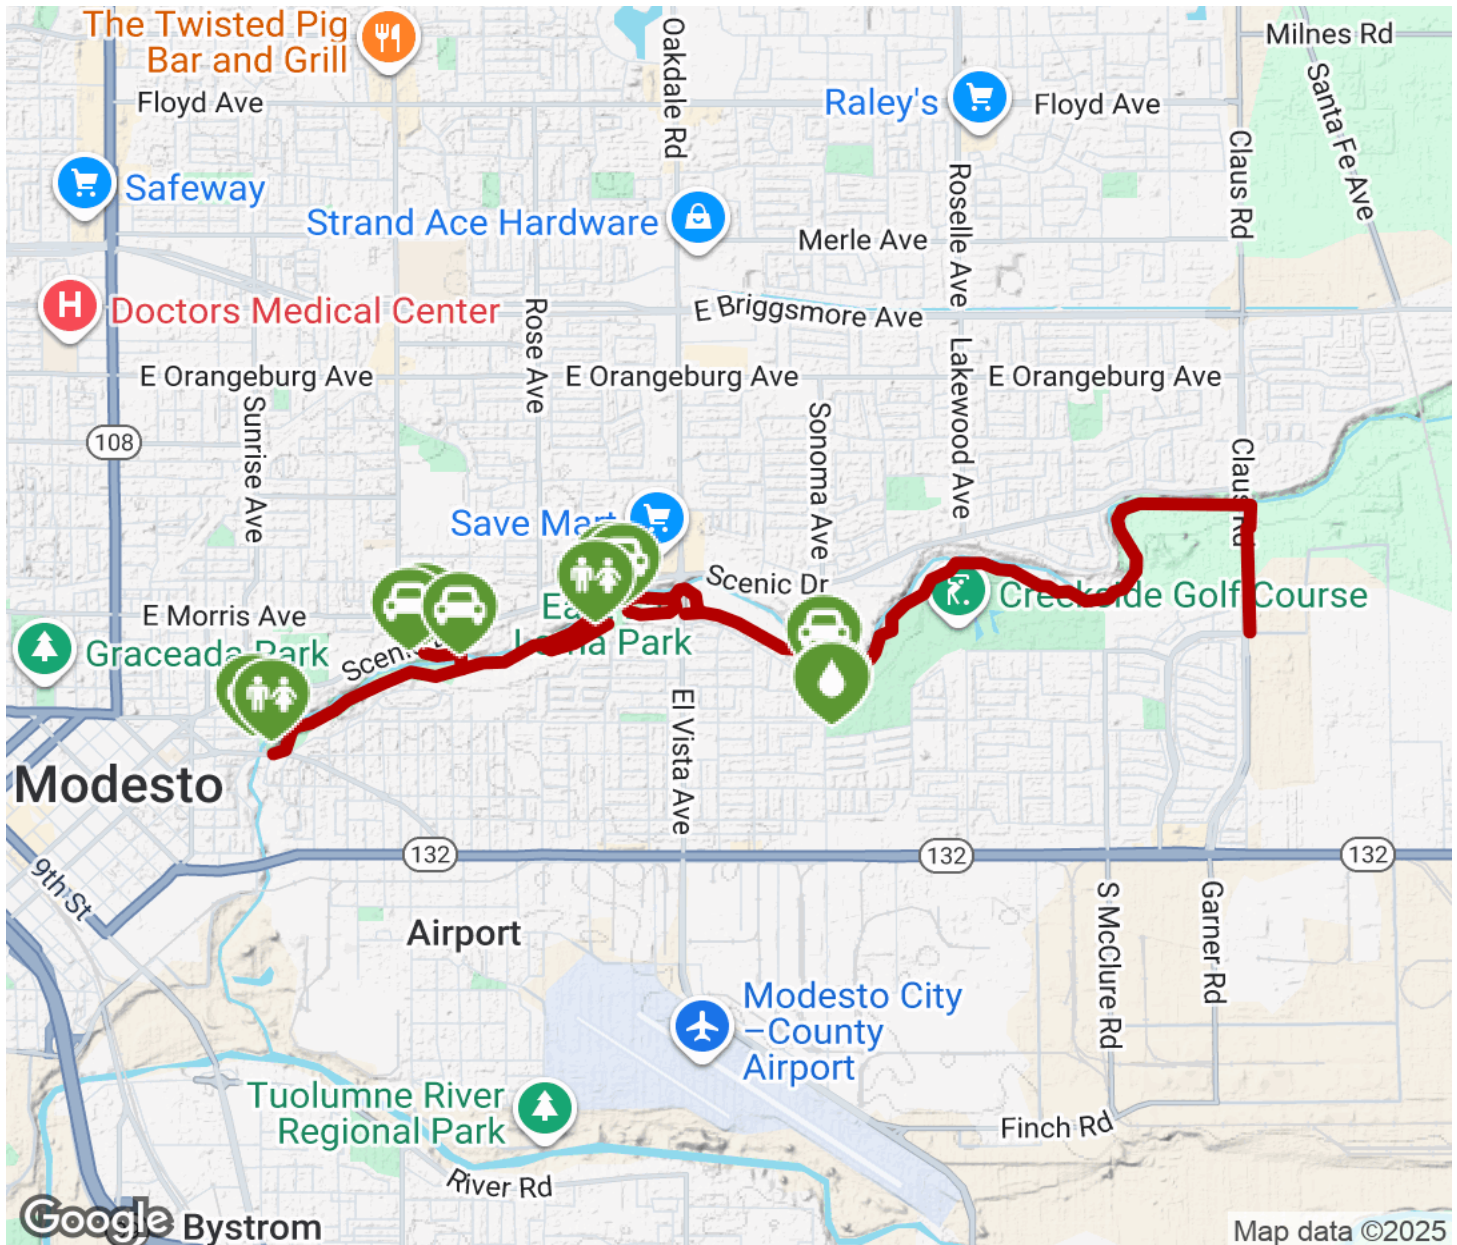 The Twisted Pig
Bar and Grill
Oakdale Rd
Milnes Rd
Floyd Ave
Raley's
Floyd Ave
Santa Fe Ave
Claus Rd
Safeway
Roselle Ave
Strand Ace Hardware
Merle Ave
H
Doctors Medical Center
Rose Ave
E Briggsmore Ave
E Orangeburg Ave
E Orangeburg Ave
Lakewood Ave
E Orangeburg Ave
Sunrise Ave
Sonoma Ave
108
Claus Rd
Save Mart
Scenic Dr
E Morris Ave
Creekside Golf Course
Graceada Park
Scenic
Park
El Vista Ave
Modesto
132
132
132
9th St
Airport
S McClure Rd
Garner Rd
Modesto City
–County
Airport
Tuolumne River
Regional Park
Finch Rd
River Rd
Google
Bystrom
Map data ©2025